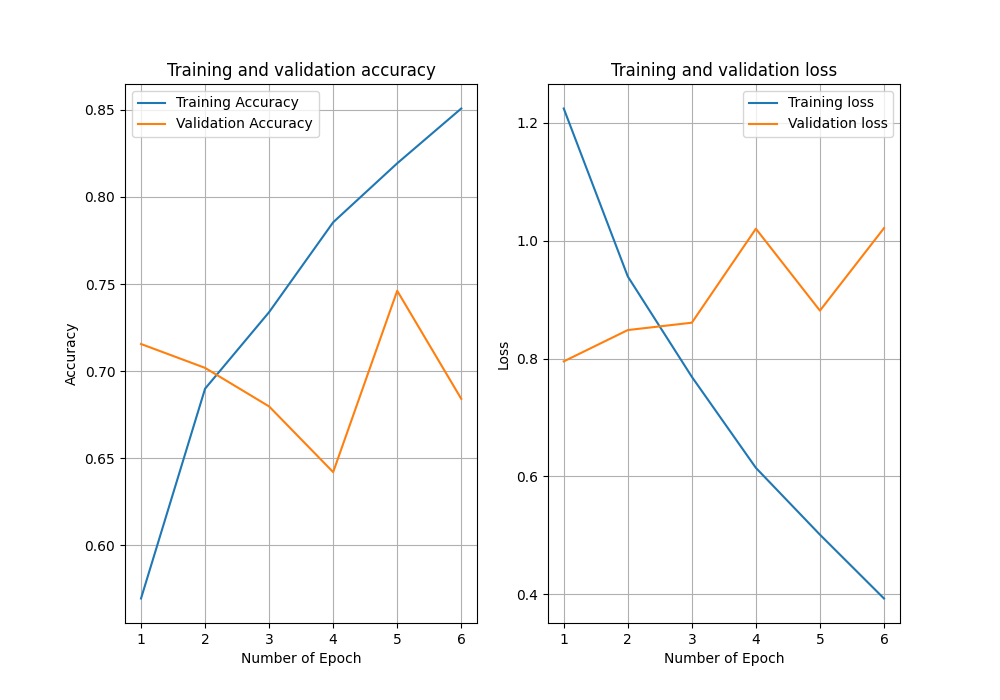 Training and validation accuracy
Training Accuracy
Validation Accuracy
0.85
0.80
0.75
0.70
0.65
0.60
Accuracy
1 2 3 4 5 6
Number of Epoch
Training and validation loss
Training loss
Validation loss
1.2
1.0
0.8
0.6
0.4
Loss
1 2 3 4 5 6
Number of Epoch